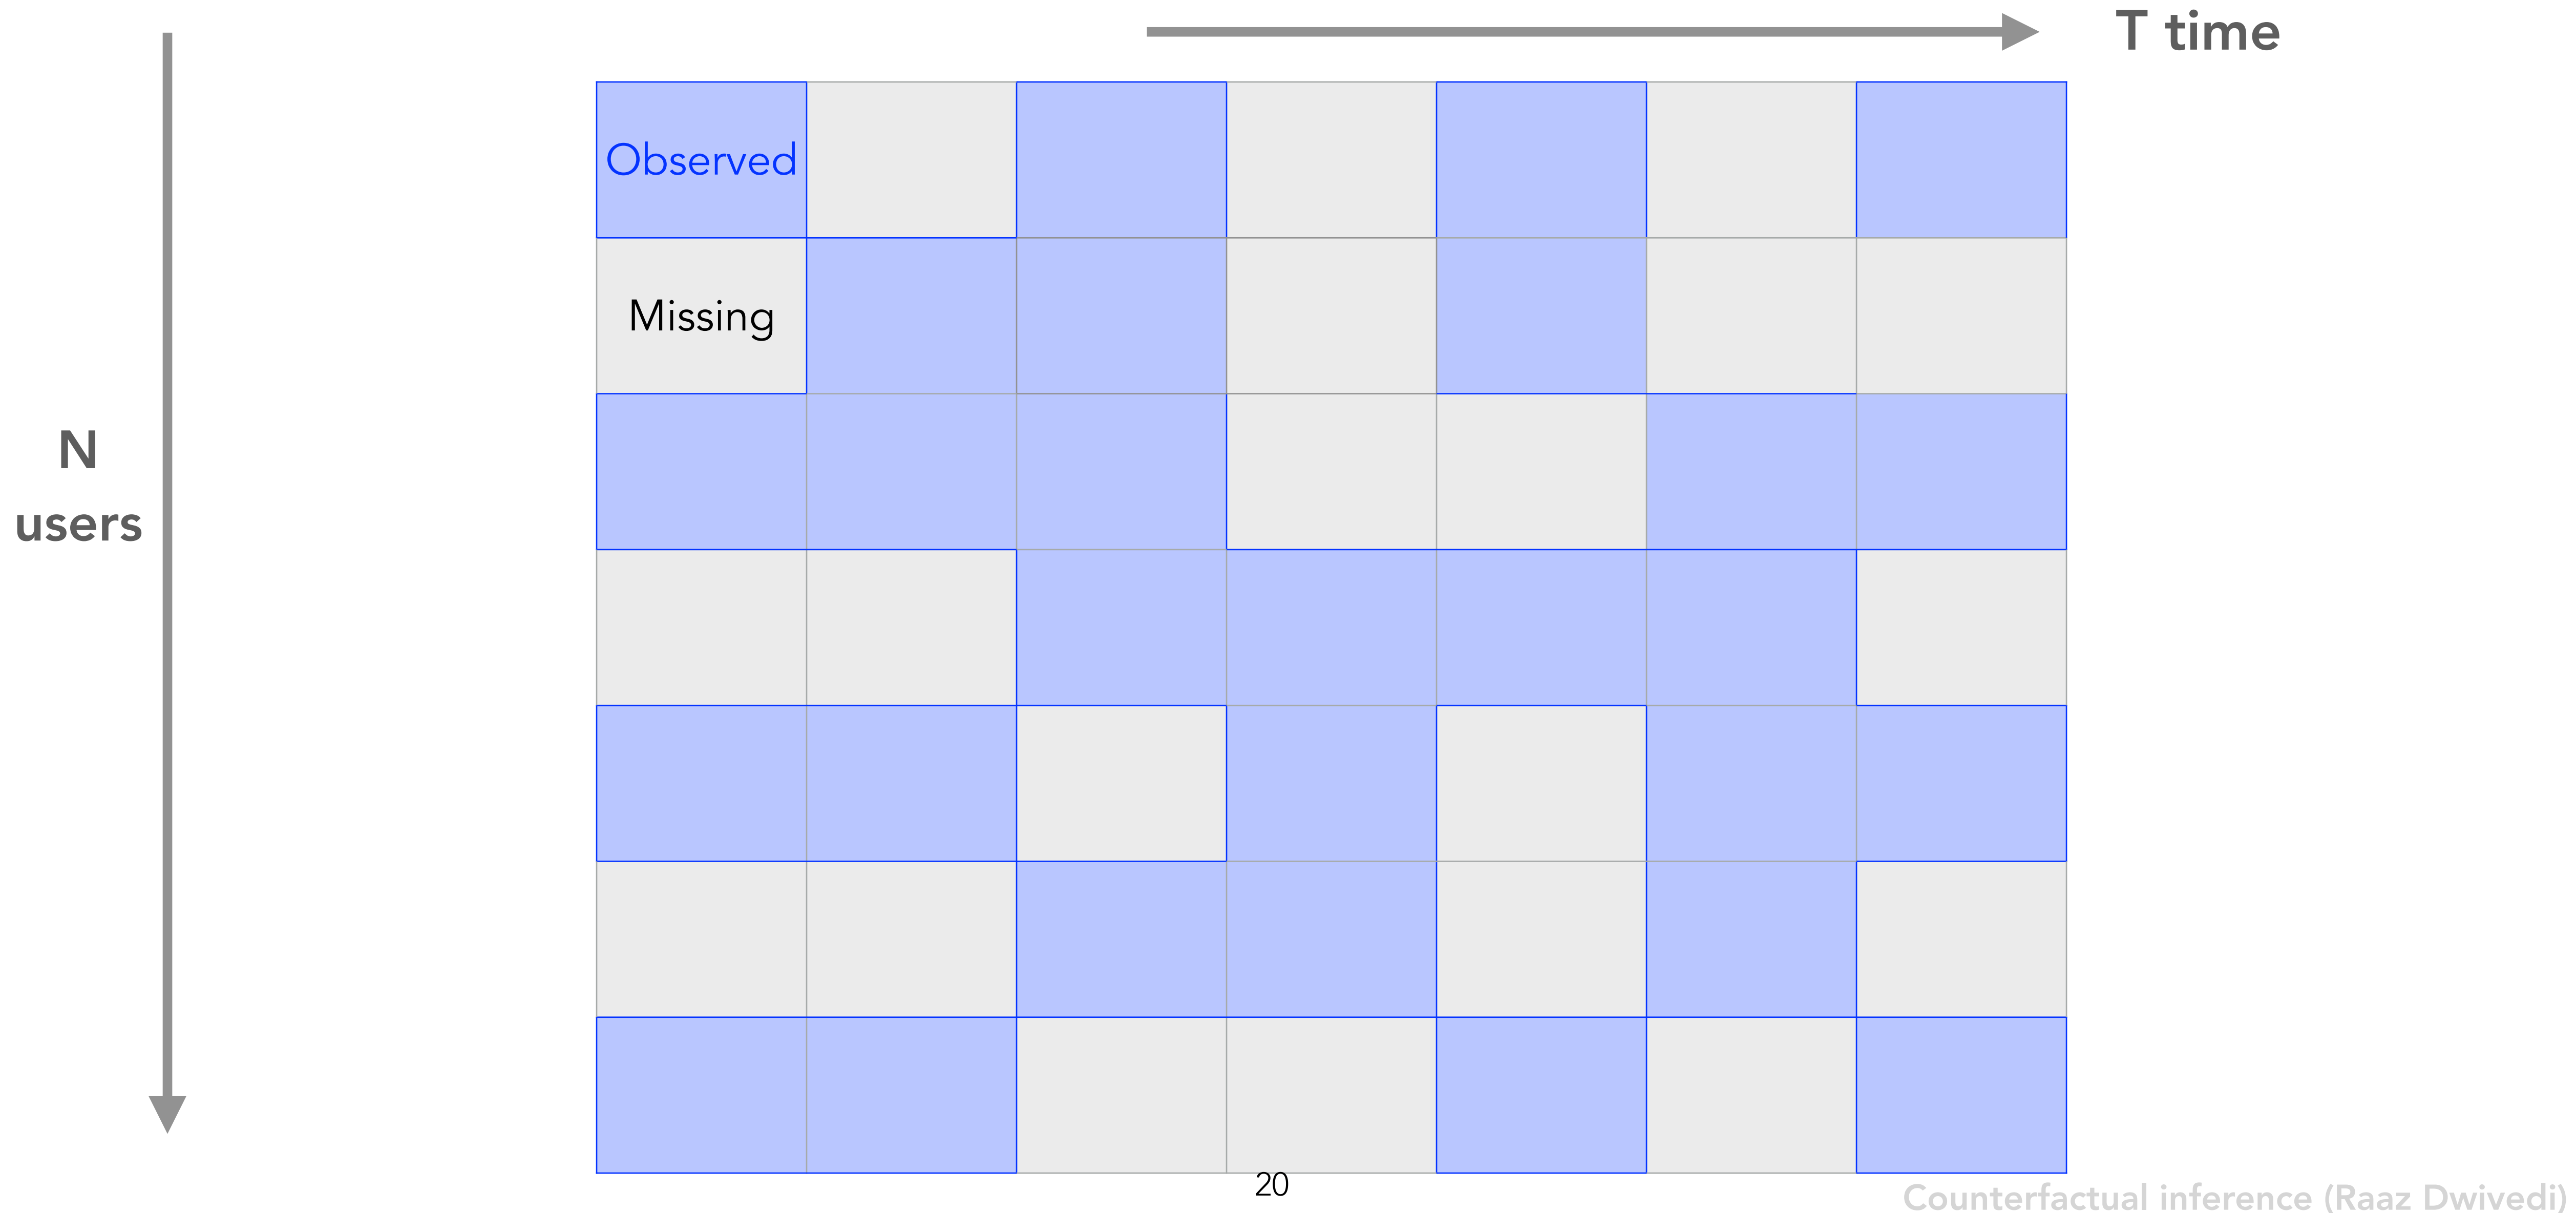 T time
Observed
Missing
N
users
20
Counterfactual inference (Raaz Dwivedi)